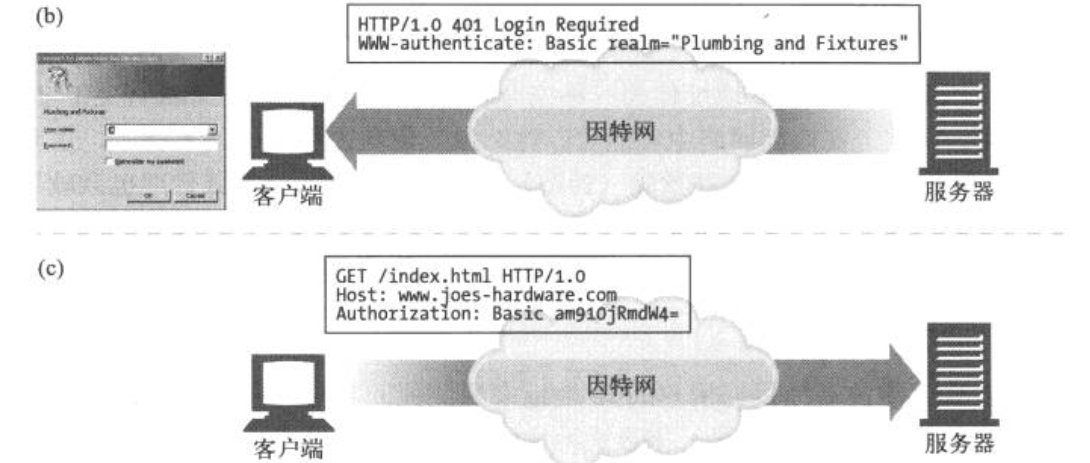 (b)
HTTP/1.0 401 Login Required
WWW-authenticate: Basic realm="Plumbing and Fixtures"
Plumbing and Fixtures
User name:
Password:
Remember my password
OK Cancel
因特网
客户端
服务器
(c)
GET /index.html HTTP/1.0
Host: www.joes-hardware.com
Authorization: Basic am910jRmdW4=
因特网
客户端
服务器